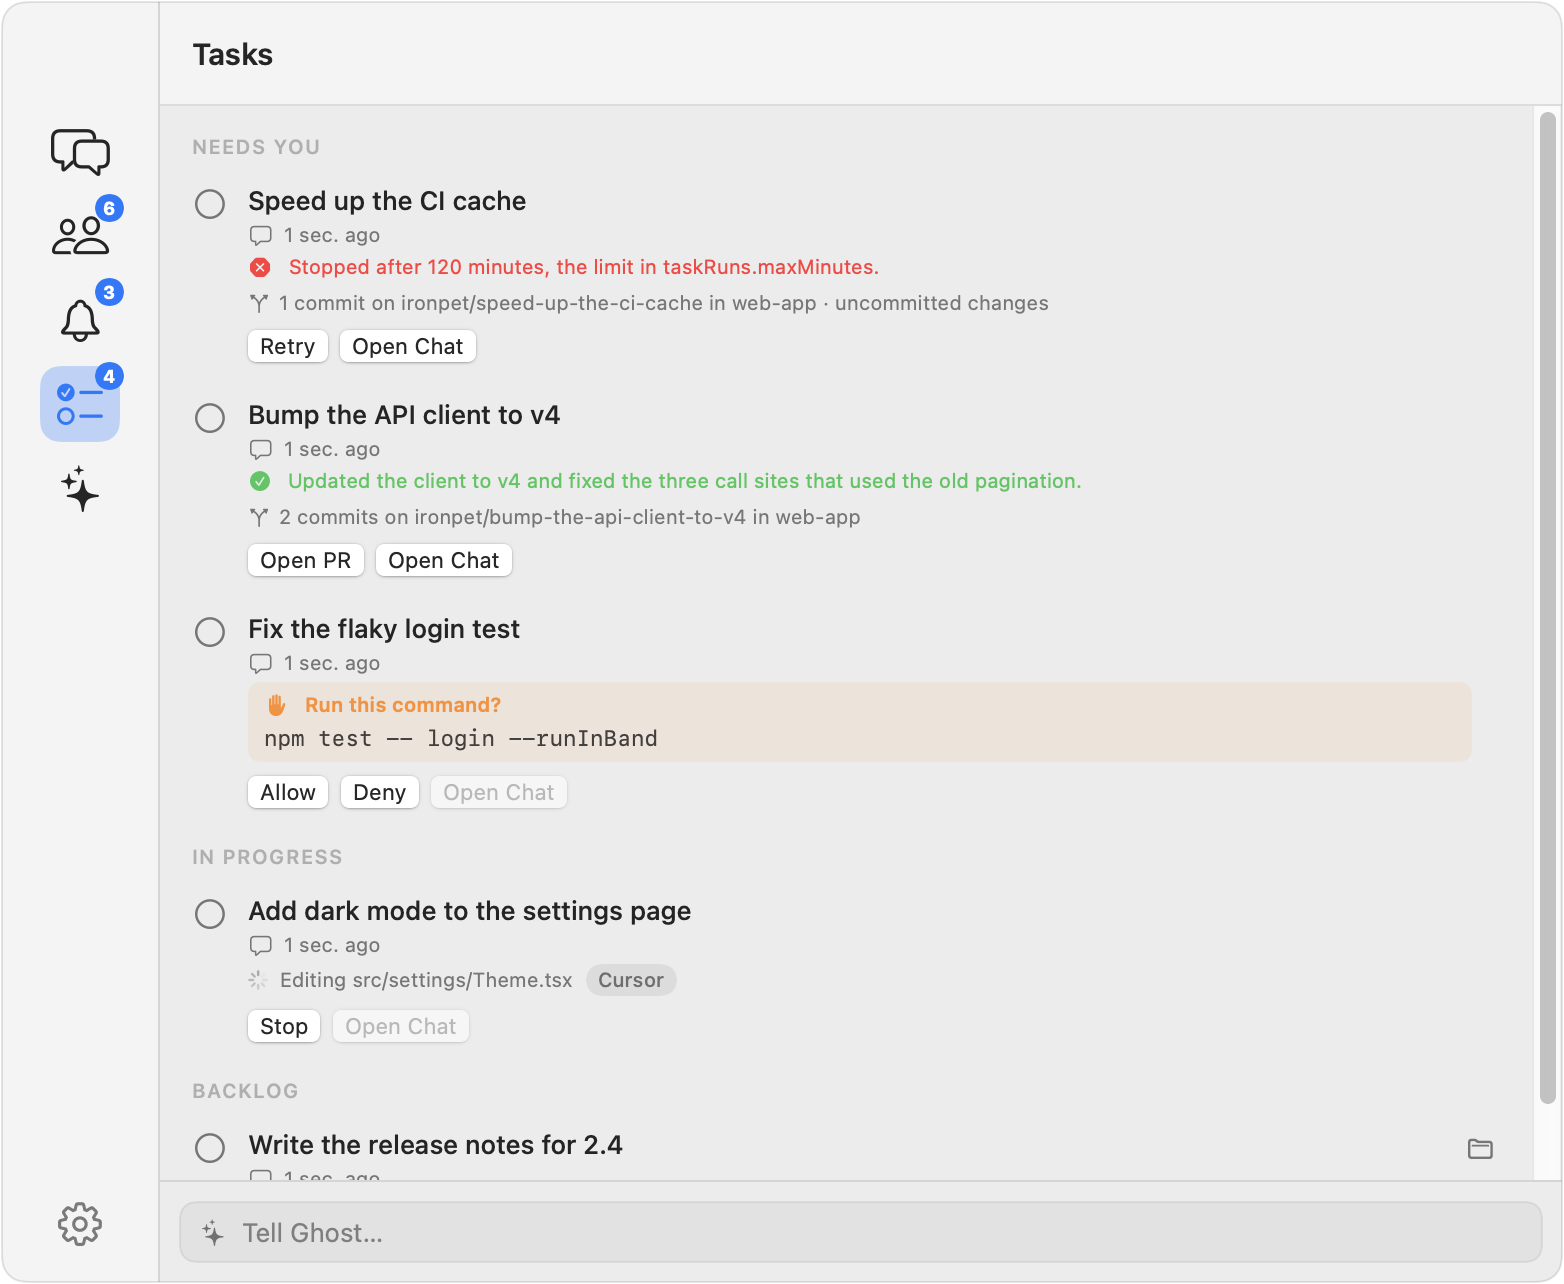 Tasks
6
3
4
NEEDS YOU
Speed up the CI cache
1 sec. ago
Stopped after 120 minutes, the limit in taskRuns.maxMinutes.
1 commit on ironpet/speed-up-the-ci-cache in web-app · uncommitted changes
Retry Open Chat
Bump the API client to v4
1 sec. ago
Updated the client to v4 and fixed the three call sites that used the old pagination.
2 commits on ironpet/bump-the-api-client-to-v4 in web-app
Open PR Open Chat
Fix the flaky login test
1 sec. ago
Run this command?
npm test -- login --runInBand
Allow Deny Open Chat
IN PROGRESS
Add dark mode to the settings page
1 sec. ago
Editing src/settings/Theme.tsx Cursor
Stop Open Chat
BACKLOG
Write the release notes for 2.4
1 sec. ago
Tell Ghost...